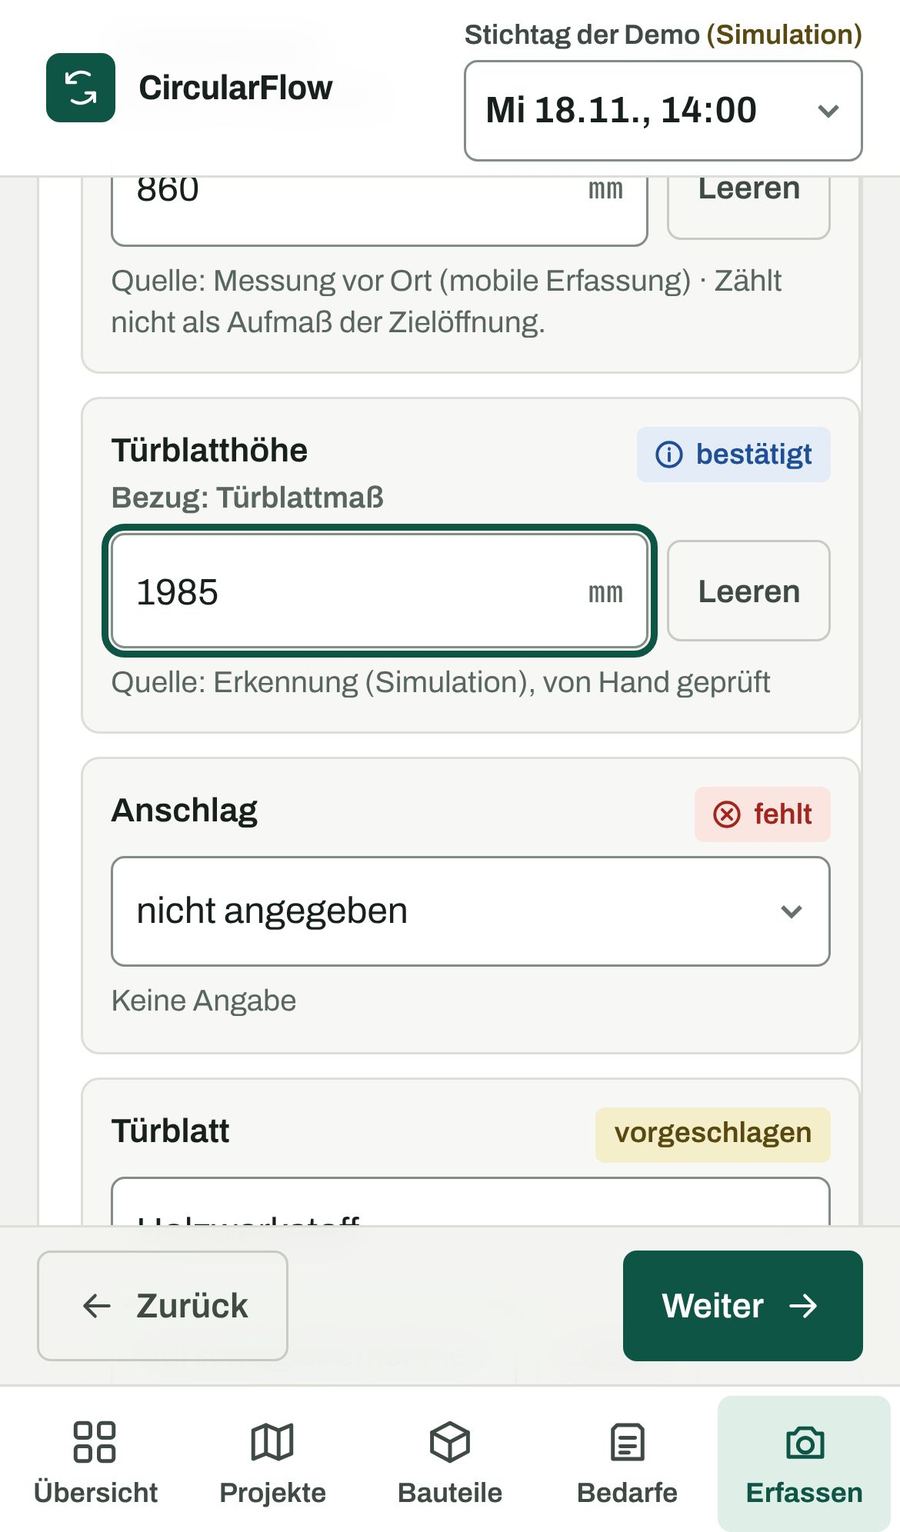 Stichtag der Demo (Simulation)
CircularFlow
Mi 18.11., 14:00
860 mm Leeren
Quelle: Messung vor Ort (mobile Erfassung) · Zählt
nicht als Aufmaß der Zielöffnung.
Türblatthöhe bestätigt
Bezug: Türblattmaß
1985 mm Leeren
Quelle: Erkennung (Simulation), von Hand geprüft
Anschlag fehlt
nicht angegeben
Keine Angabe
Türblatt vorgeschlagen
Holzwerkstoff
Zurück Weiter
Übersicht Projekte Bauteile Bedarfe Erfassen